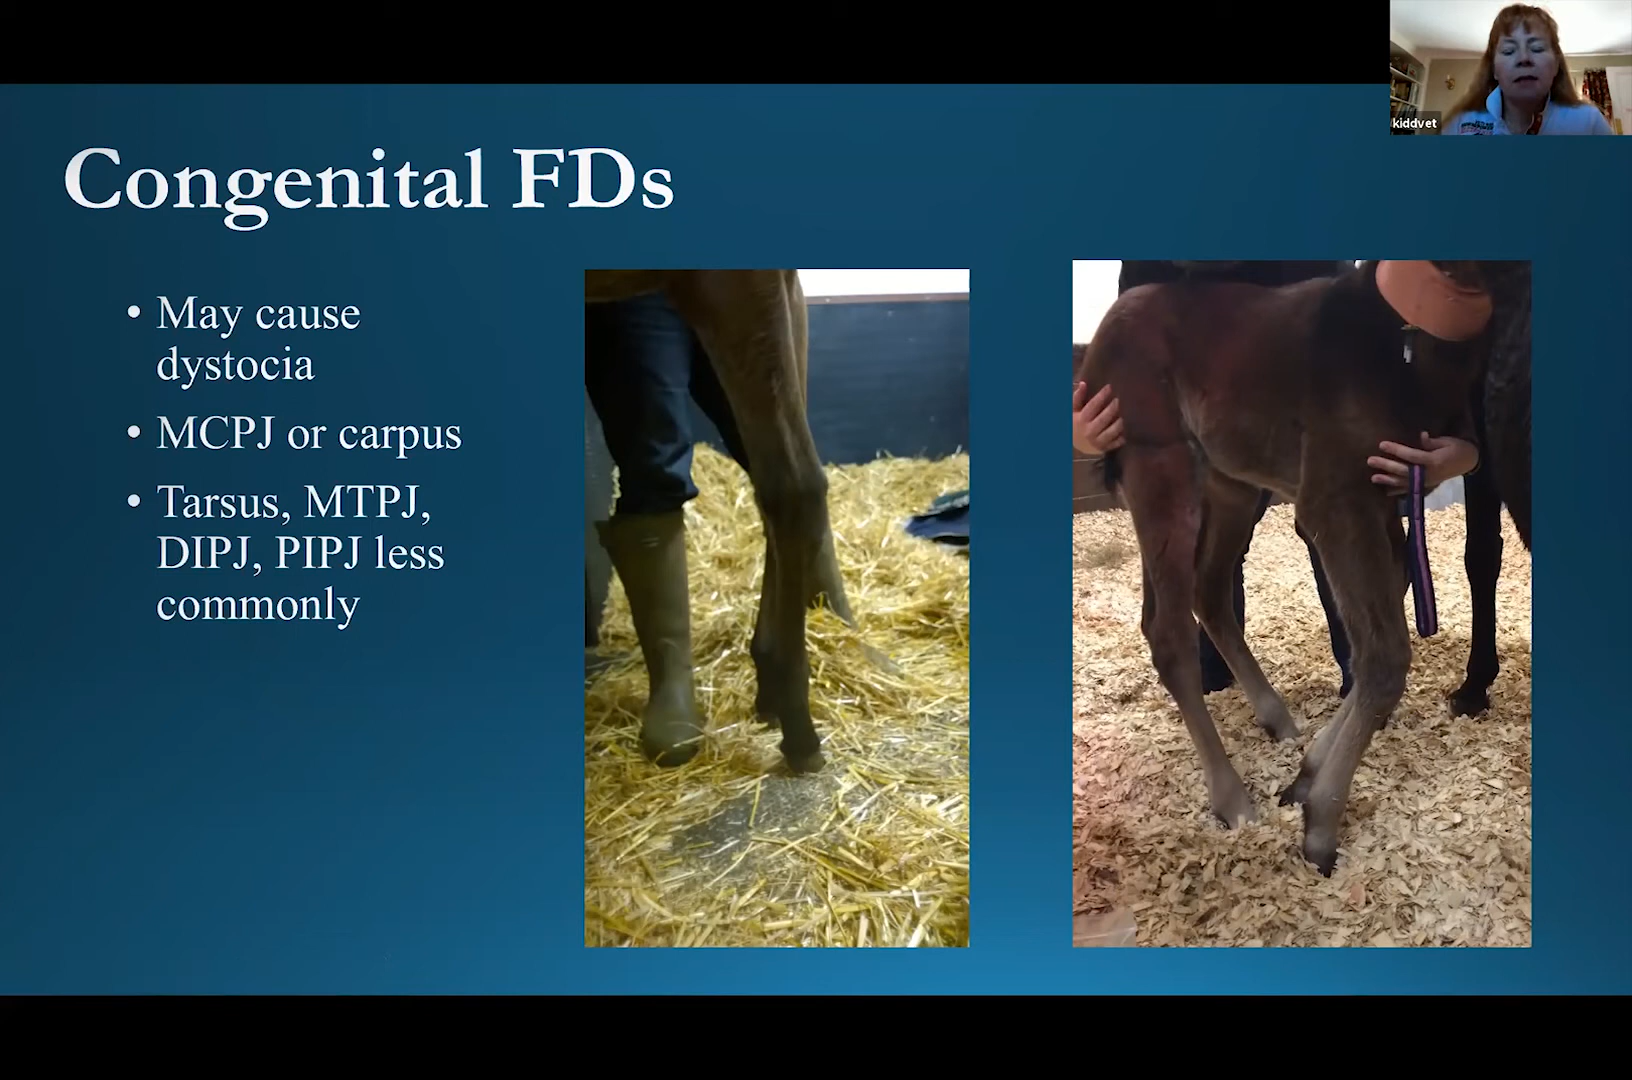 kiddvet
Congenital FDs
• May cause
dystocia
• MCPJ or carpus
• Tarsus, MTPJ,
DIPJ, PIPJ less
commonly